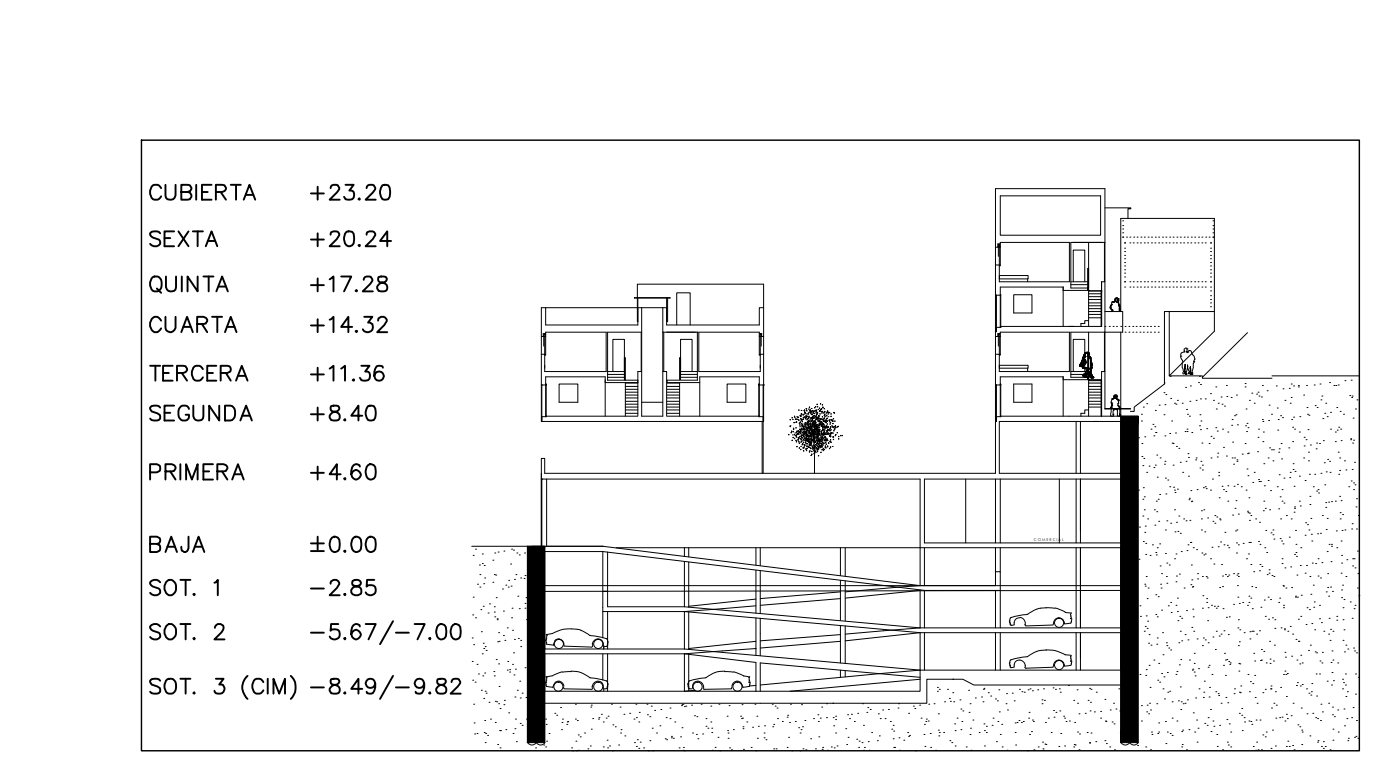 CUBIERTA +23.20
SEXTA +20.24
QUINTA +17.28
CUARTA +14.32
TERCERA +11.36
SEGUNDA +8.40
PRIMERA +4.60
BAJA ±0.00
COMERCIAL
SOT. 1 −2.85
SOT. 2 −5.67/−7.00
SOT. 3 (CIM) −8.49/−9.82